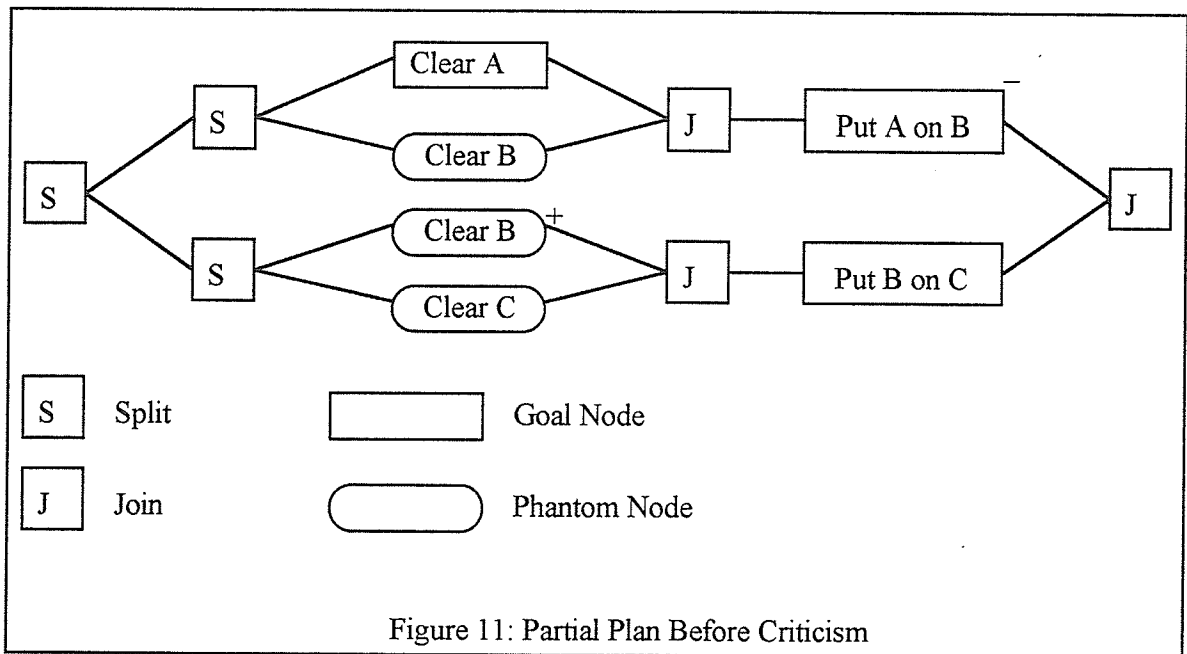 Clear A
–
S
J
Put A on B
Clear B
S
J
Clear B +
S
J
Put B on C
Clear C
S Split
Goal Node
J Join
Phantom Node
Figure 11: Partial Plan Before Criticism